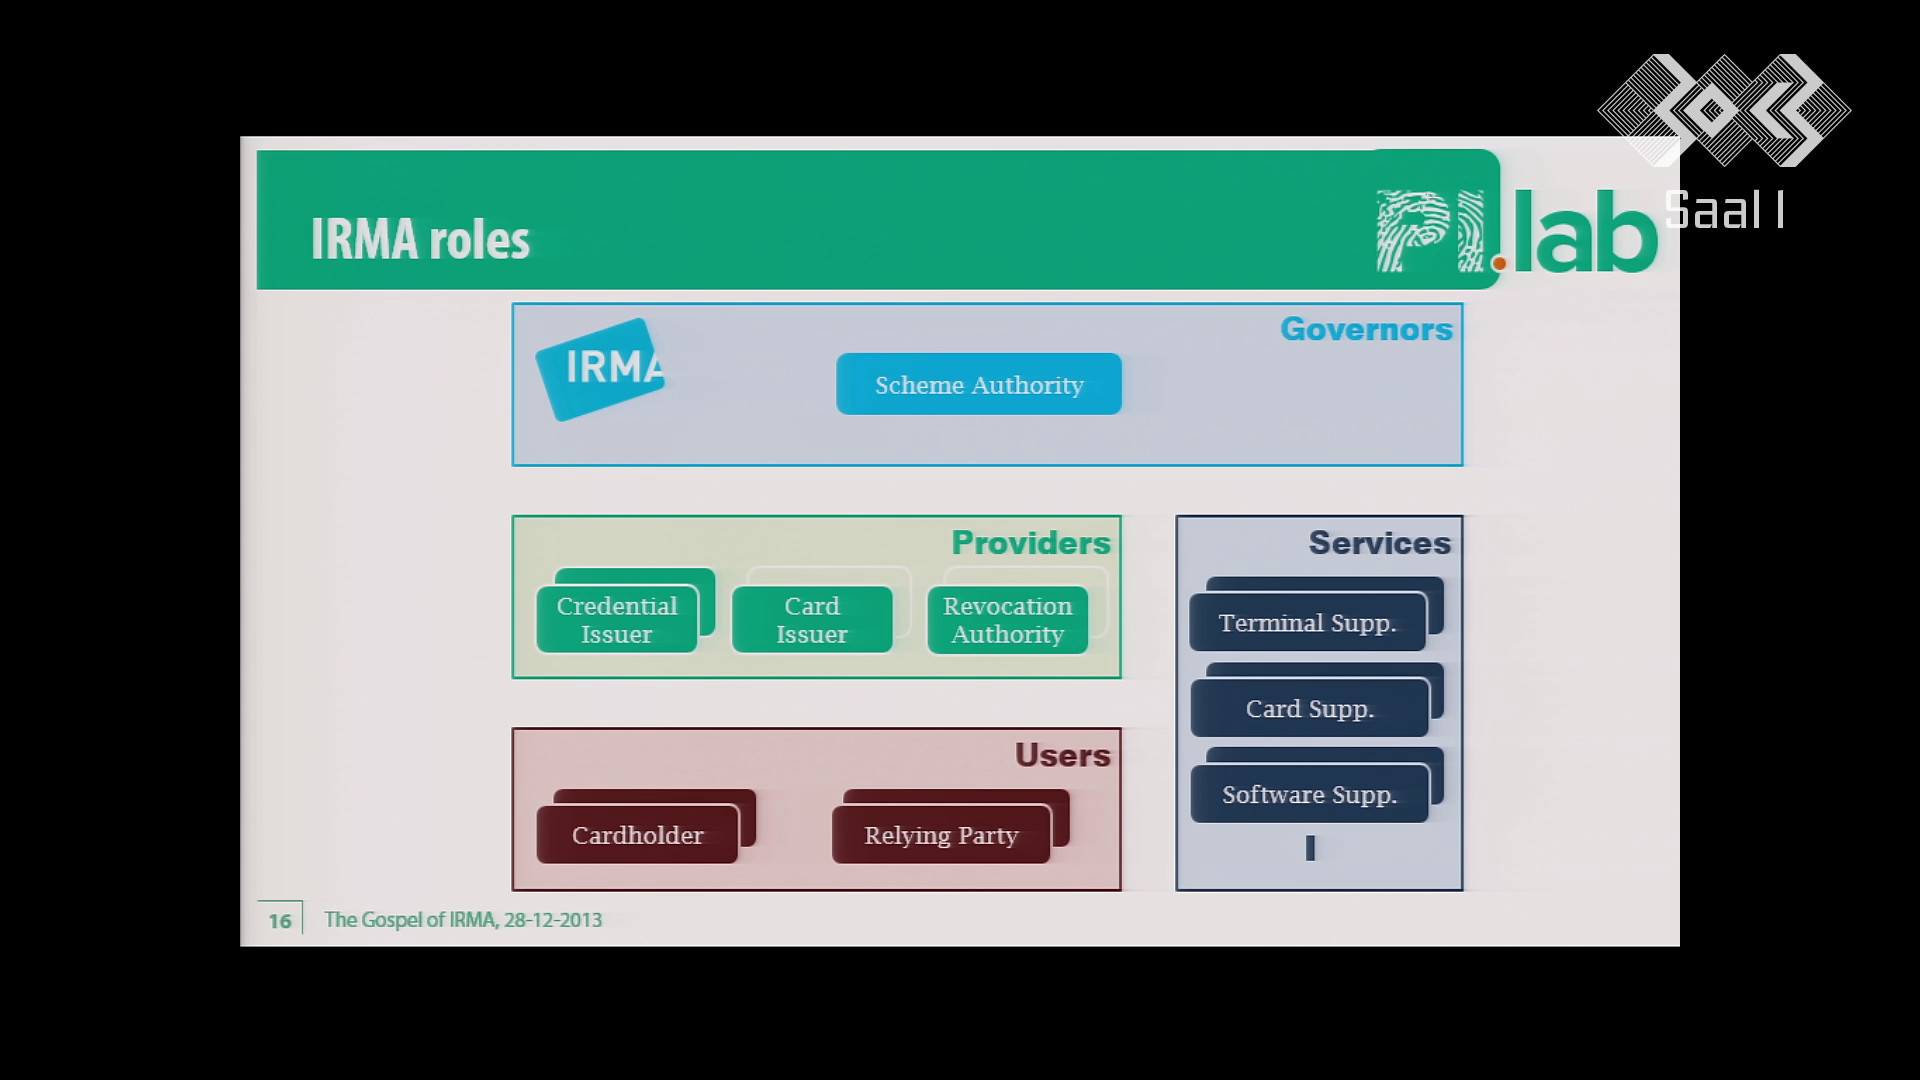 Saal 1
IRMA roles
PI.lab
Governors
IRMA
Scheme Authority
Providers
Credential
Issuer
Card
Issuer
Revocation
Authority
Services
Terminal Supp.
Card Supp.
Software Supp.
Users
Cardholder
Relying Party
16
The Gospel of IRMA, 28-12-2013